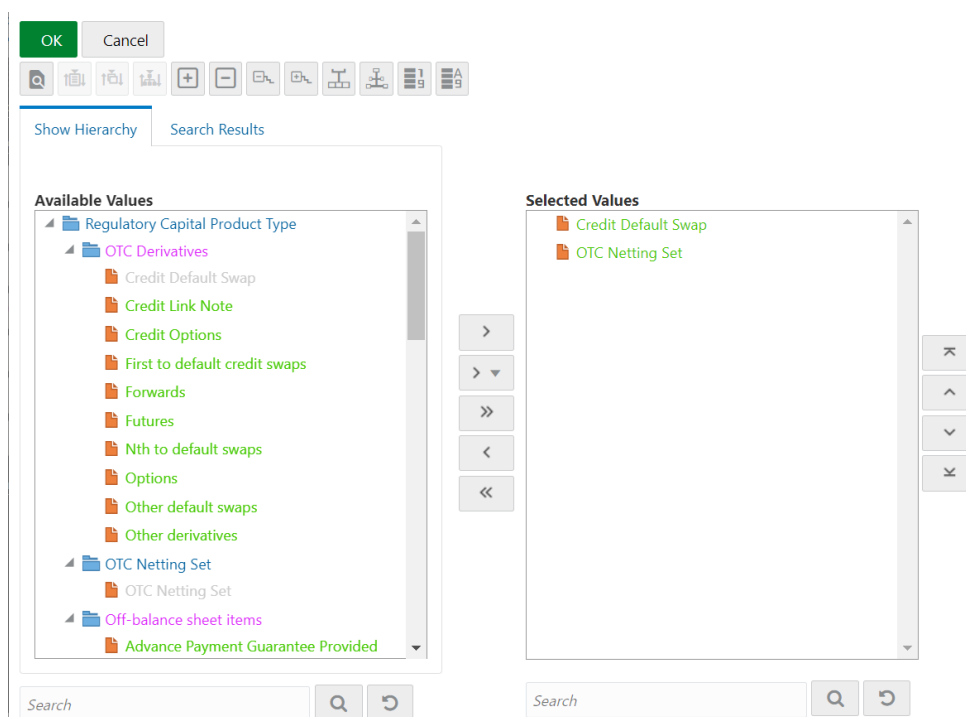 OK Cancel
Show Hierarchy Search Results
Available Values
Regulatory Capital Product Type
OTC Derivatives
Credit Default Swap
Credit Link Note
Credit Options
First to default credit swaps
Forwards
Futures
Nth to default swaps
Options
Other default swaps
Other derivatives
OTC Netting Set
OTC Netting Set
Off-balance sheet items
Advance Payment Guarantee Provided
Search
Selected Values
Credit Default Swap
OTC Netting Set
Search